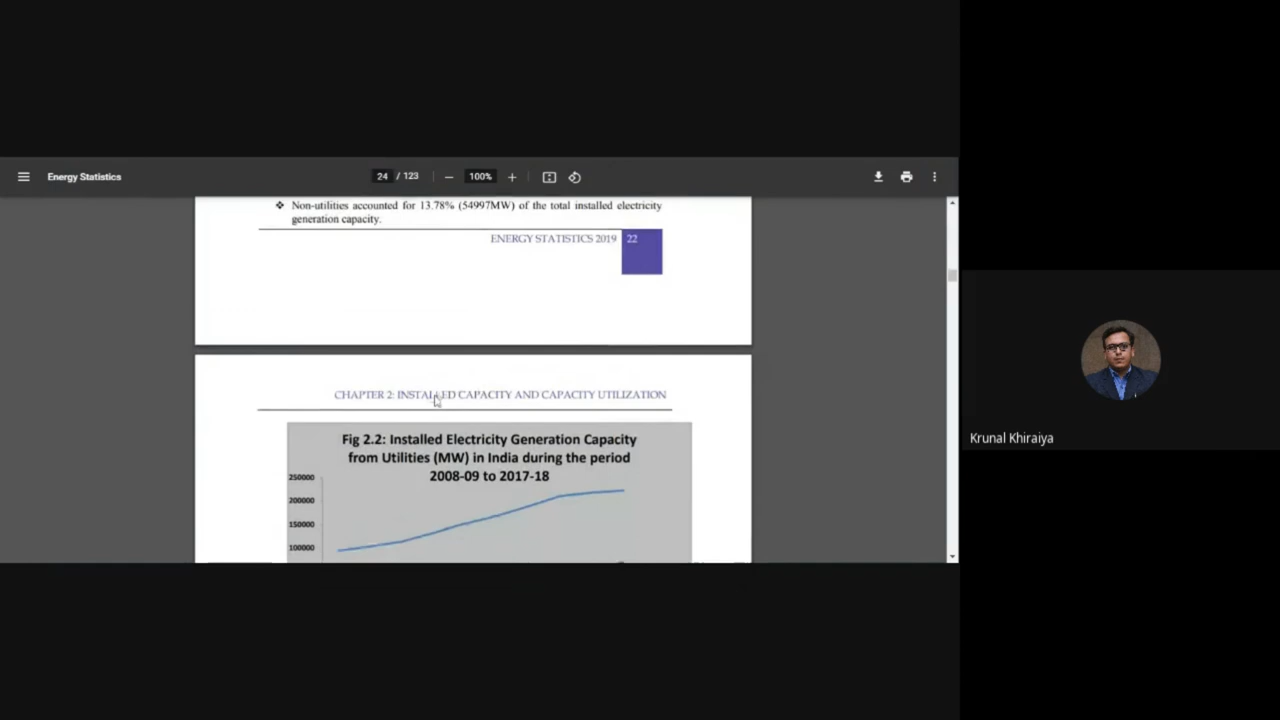 Energy Statistics
24 / 123
100%
❖ Non-utilities accounted for 13.78% (54997MW) of the total installed electricity
generation capacity.
ENERGY STATISTICS 2019 22
CHAPTER 2: INSTALLED CAPACITY AND CAPACITY UTILIZATION
Fig 2.2: Installed Electricity Generation Capacity
from Utilities (MW) in India during the period
2008-09 to 2017-18
250000
200000
150000
100000
Krunal Khiraiya